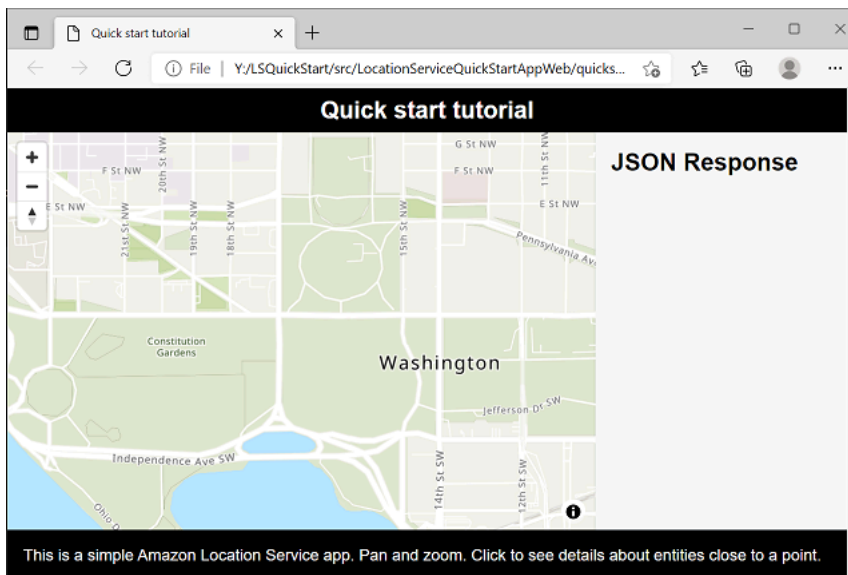 Quick start tutorial
File | Y:/LSQuickStart/src/LocationServiceQuickStartAppWeb/quicks...
Quick start tutorial
JSON Response
G St NW
F St NW
F St NW
20th St NW
11th St NW
E St NW
E St NW
21st St NW
19th St NW
18th St NW
15th St NW
Pennsylvania Av
Constitution
Gardens
Washington
Jefferson Dr SW
Independence Ave SW
14th St SW
12th St SW
Ohio D
This is a simple Amazon Location Service app. Pan and zoom. Click to see details about entities close to a point.